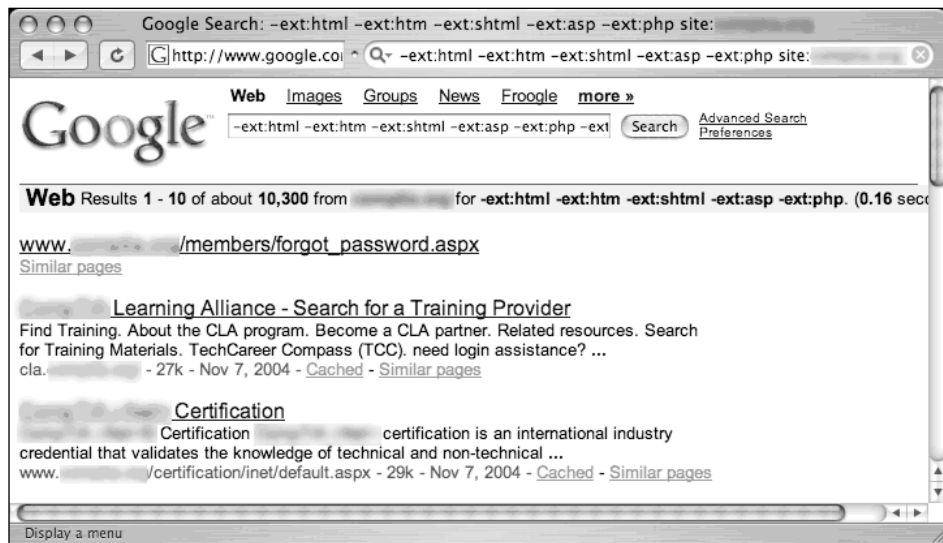 Google Search: –ext:html –ext:htm –ext:shtml –ext:asp –ext:php site:
http://www.google.co –ext:html –ext:htm –ext:shtml –ext:asp –ext:php site:
Web Images Groups News Froogle more »
Google™ –ext:html –ext:htm –ext:shtml –ext:asp –ext:php –ext Search Advanced Search
Preferences
Web Results 1 - 10 of about 10,300 from for -ext:html -ext:htm -ext:shtml -ext:asp -ext:php. (0.16 seco
www. /members/forgot_password.aspx
Similar pages
Learning Alliance - Search for a Training Provider
Find Training. About the CLA program. Become a CLA partner. Related resources. Search
for Training Materials. TechCareer Compass (TCC). need login assistance? ...
cla. - 27k - Nov 7, 2004 - Cached - Similar pages
Certification
Certification certification is an international industry
credential that validates the knowledge of technical and non-technical ...
www. /certification/inet/default.aspx - 29k - Nov 7, 2004 - Cached - Similar pages
Display a menu